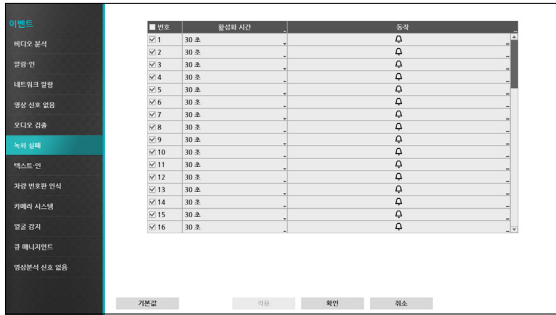 이벤트
비디오 분석
알람-인
네트워크 알람
영상 신호 없음
오디오 검출
녹화 실패
텍스트-인
차량 번호판 인식
카메라 시스템
얼굴 감지
큐 매니지먼트
영상분석 신호 없음
번호 활성화 시간 동작
1 30 초
2 30 초
3 30 초
4 30 초
5 30 초
6 30 초
7 30 초
8 30 초
9 30 초
10 30 초
11 30 초
12 30 초
13 30 초
14 30 초
15 30 초
16 30 초
기본값 적용 확인 취소